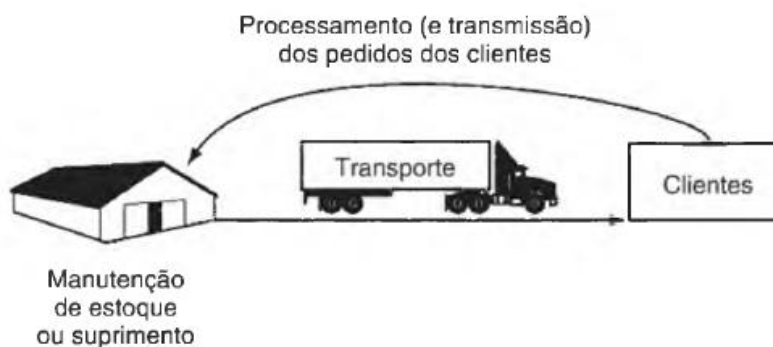 Processamento (e transmissão)
dos pedidos dos clientes
Transporte
Clientes
Manutenção
de estoque
ou suprimento